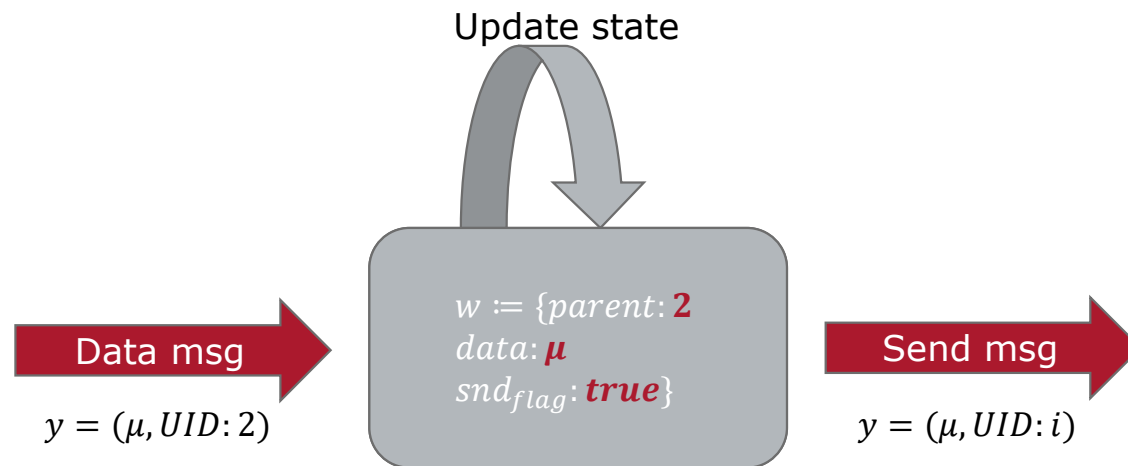 Update state
w ≔ {parent: 2
data: μ
snd_flag: true}
Data msg
y = (μ, UID: 2)
Send msg
y = (μ, UID: i)